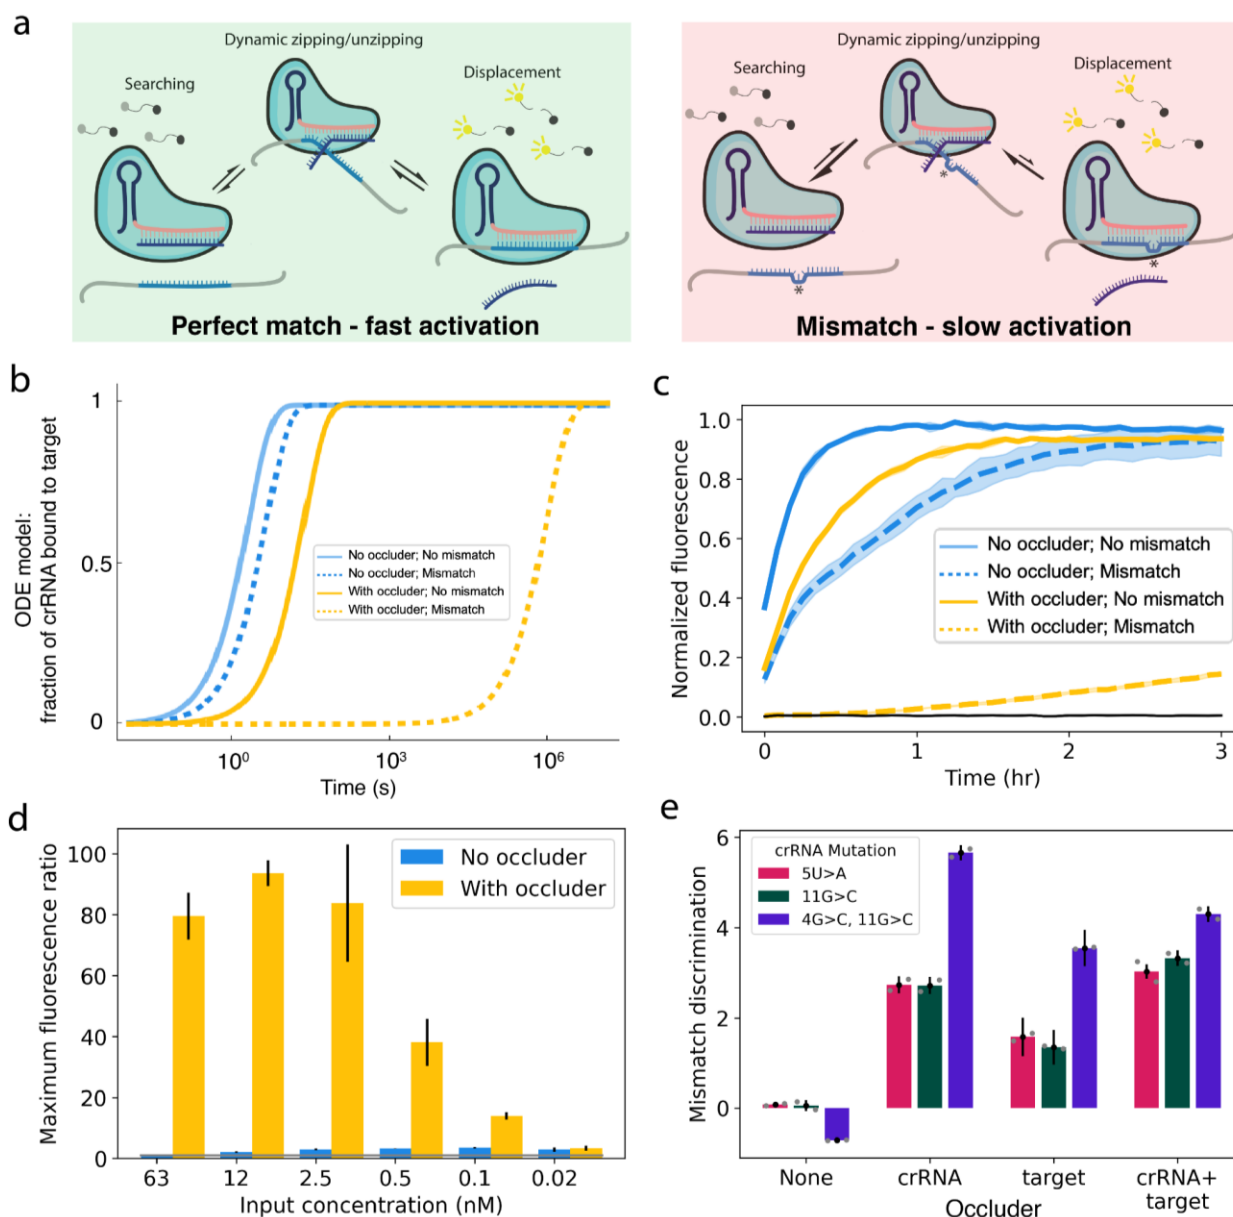 a
Dynamic zipping/unzipping
Searching
Displacement
Perfect match - fast activation
Dynamic zipping/unzipping
Searching
Displacement
*
*
*
Mismatch - slow activation
b
ODE model:
fraction of crRNA bound to target
1
0.5
0
No occluder; No mismatch
No occluder; Mismatch
With occluder; No mismatch
With occluder; Mismatch
10⁰
10³
10⁶
Time (s)
c
Normalized fluorescence
1.0
0.8
0.6
0.4
0.2
0.0
No occluder; No mismatch
No occluder; Mismatch
With occluder; No mismatch
With occluder; Mismatch
0
1
2
3
Time (hr)
d
Maximum fluorescence ratio
100
80
60
40
20
0
No occluder
With occluder
63
12
2.5
0.5
0.1
0.02
Input concentration (nM)
e
Mismatch discrimination
6
4
2
0
crRNA Mutation
5U>A
11G>C
4G>C, 11G>C
None
crRNA
target
crRNA+
target
Occluder